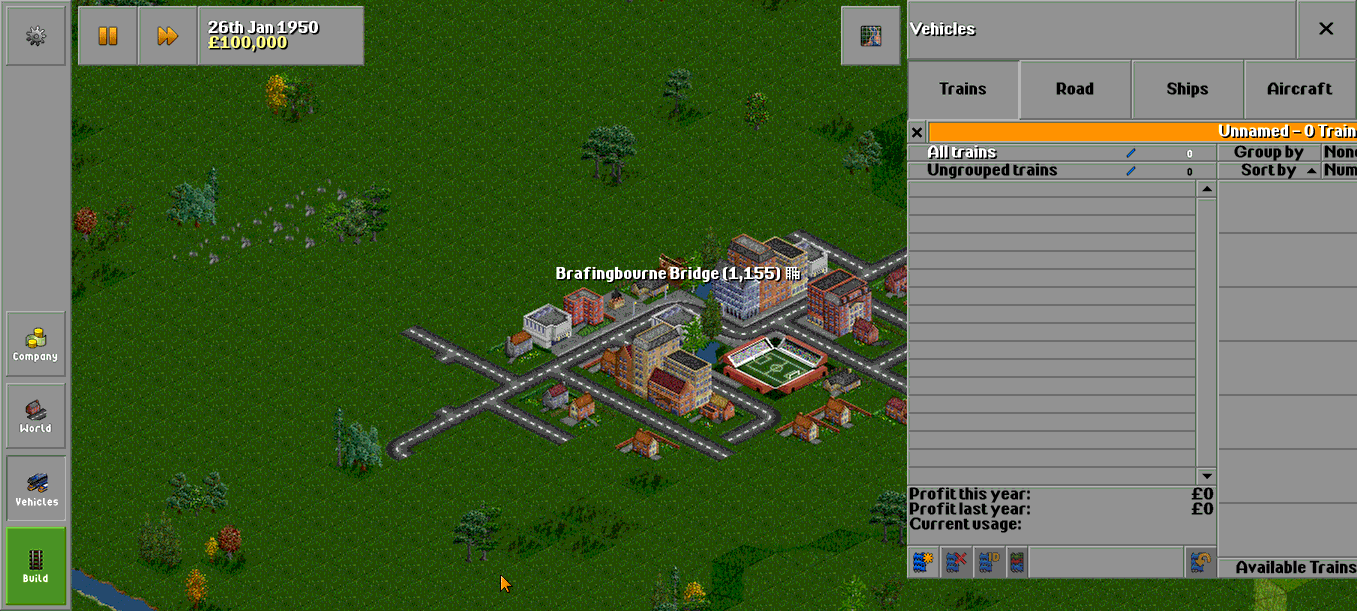 26th Jan 1950
£100,000
Vehicles
Trains
Road
Ships
Aircraft
Unnamed - 0 Train
All trains
0
Group by
None
Ungrouped trains
0
Sort by
Num
Brafingbourne Bridge (1,155)
Company
World
Vehicles
Build
Profit this year:
£0
Profit last year:
£0
Current usage:
Available Trains